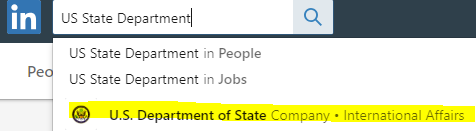 in US State Department
US State Department in People
US State Department in Jobs
Peo
U.S. Department of State Company • International Affairs